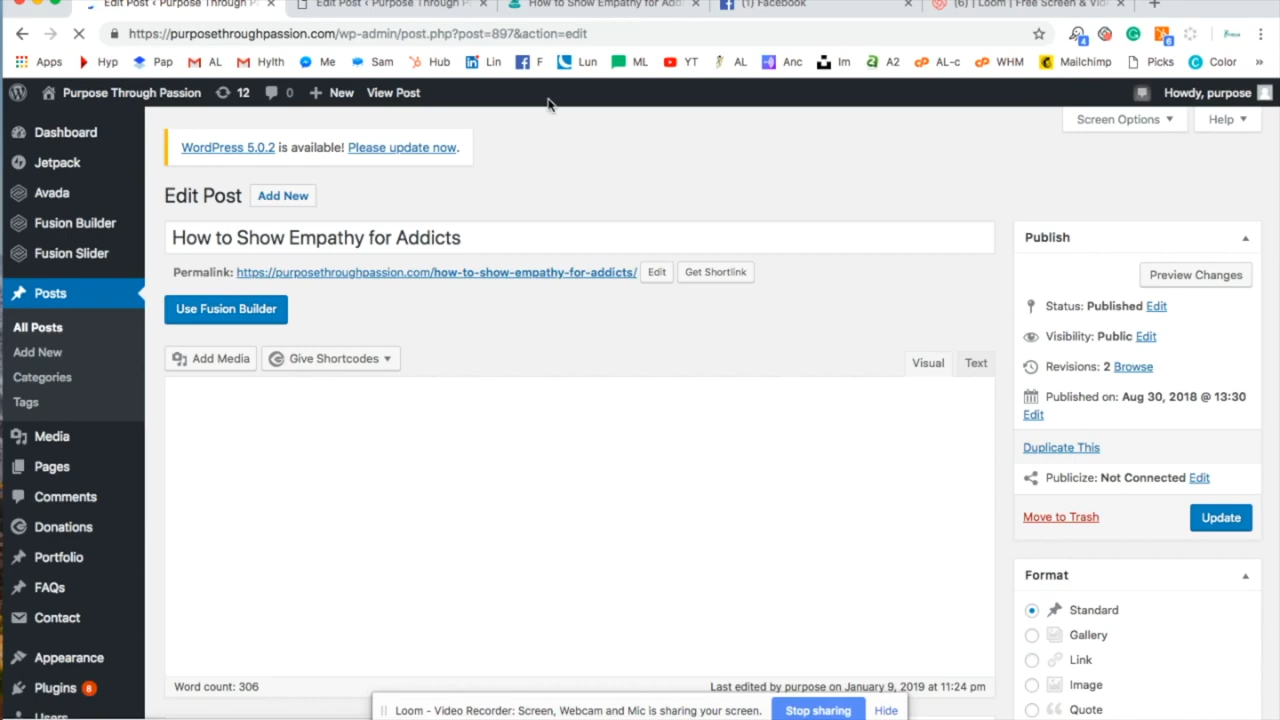 Edit Post ‹ Purpose Through P
Edit Post ‹ Purpose Through P
How to Show Empathy for Add
(1) Facebook
(6) | Loom | Free Screen & Vid
https://purposethroughpassion.com/wp-admin/post.php?post=897&action=edit
Apps Hyp Pap AL Hylth Me Sam Hub Lin F Lun ML YT AL Anc Im A2 AL-c WHM Mailchimp Picks Color »
Purpose Through Passion 12 0 New View Post Howdy, purpose
Screen Options Help
WordPress 5.0.2 is available! Please update now.
Edit Post Add New
How to Show Empathy for Addicts
Permalink: https://purposethroughpassion.com/how-to-show-empathy-for-addicts/ Edit Get Shortlink
Use Fusion Builder
Add Media Give Shortcodes Visual Text
Word count: 306 Last edited by purpose on January 9, 2019 at 11:24 pm
Dashboard
Jetpack
Avada
Fusion Builder
Fusion Slider
Posts
All Posts
Add New
Categories
Tags
Media
Pages
Comments
Donations
Portfolio
FAQs
Contact
Appearance
Plugins 8
Users
Publish
Preview Changes
Status: Published Edit
Visibility: Public Edit
Revisions: 2 Browse
Published on: Aug 30, 2018 @ 13:30
Edit
Duplicate This
Publicize: Not Connected Edit
Move to Trash Update
Format
Standard
Gallery
Link
Image
Quote
Loom - Video Recorder: Screen, Webcam and Mic is sharing your screen. Stop sharing Hide